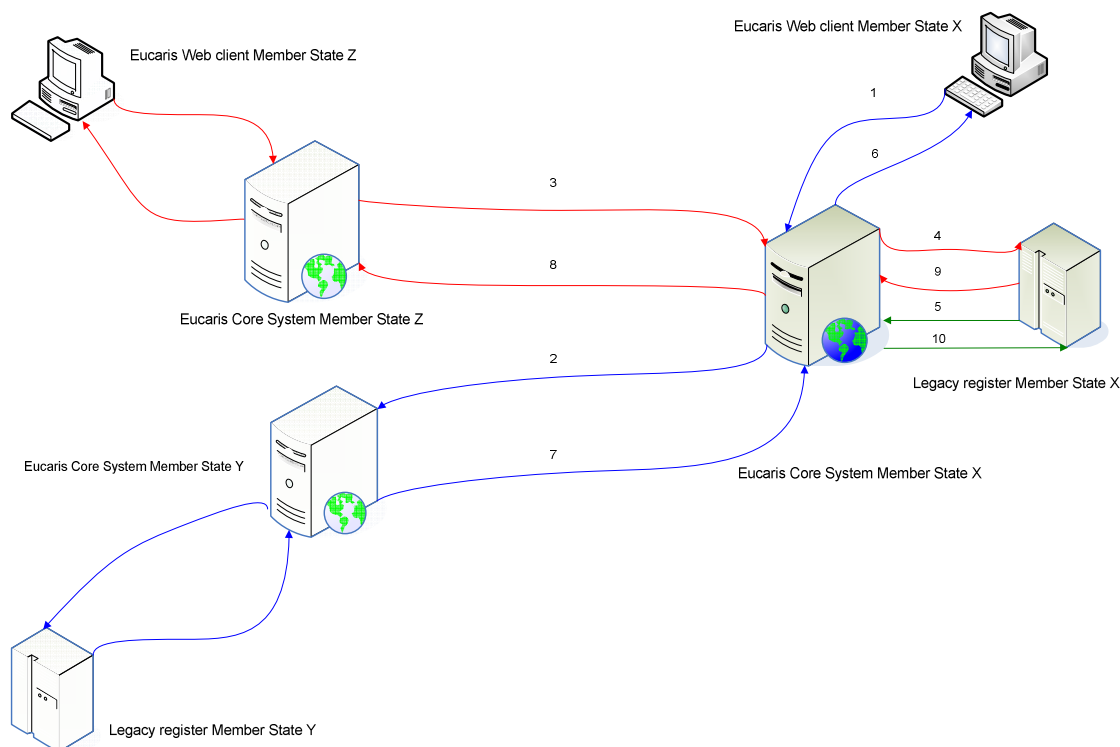 Eucaris Web client Member State X
Eucaris Web client Member State Z
1
6
3
4
8
9
5
10
Eucaris Core System Member State Z
2
Legacy register Member State X
7
Eucaris Core System Member State Y
Eucaris Core System Member State X
Legacy register Member State Y